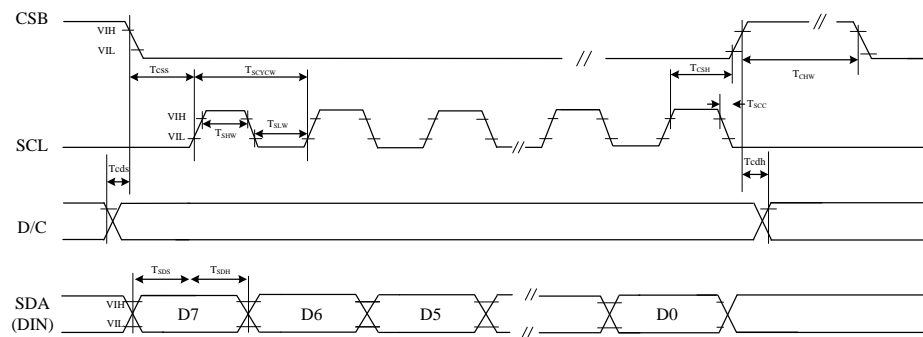 CSB
VIH
VIL
Tcss
TSCYCW
TCSH
TCHW
TSCC
VIH
VIL
TSHW
TSLW
SCL
Tcds
Tcdh
D/C
TSDS
TSDH
SDA
(DIN)
VIH
VIL
D7
D6
D5
D0